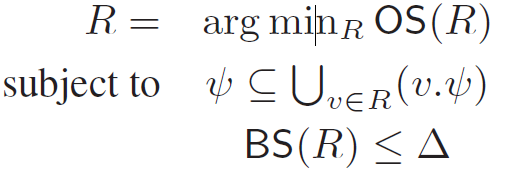 R = arg min_R OS(R)
subject to ψ ⊆ ⋃_{v∈R}(v.ψ)
BS(R) ≤ Δ